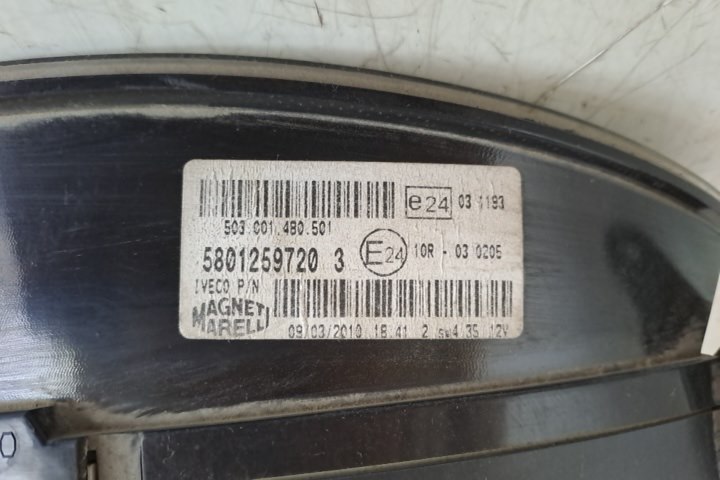 e24 03 1193
503.001.480.501
5801259720 3 E24 10R - 03 0205
IVECO P/N
MAGNETI
MARELLI
09/03/2010 18.41 2 sw4.35 12V
0